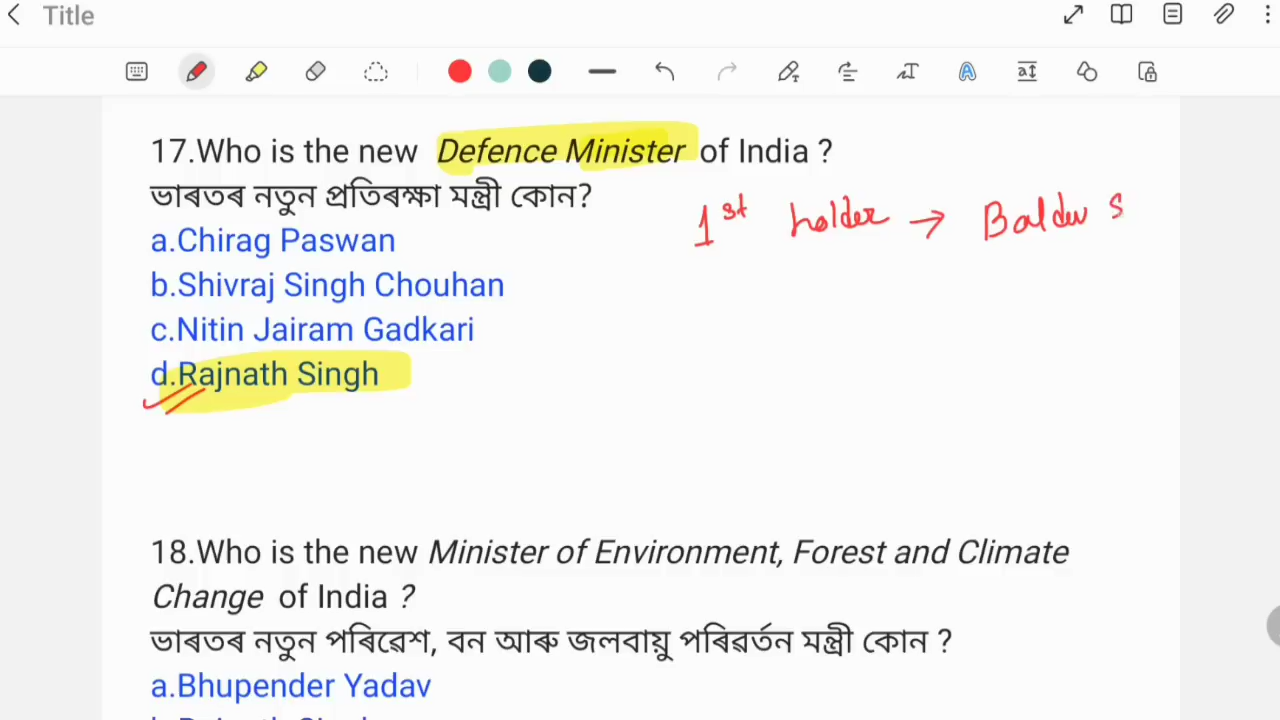 Title
17.Who is the new Defence Minister of India ?
ভাৰতৰ নতুন প্ৰতিৰক্ষা মন্ত্ৰী কোন?
1st holder → Baldev S
a.Chirag Paswan
b.Shivraj Singh Chouhan
c.Nitin Jairam Gadkari
d.Rajnath Singh
18.Who is the new Minister of Environment, Forest and Climate
Change of India ?
ভাৰতৰ নতুন পৰিৱেশ, বন আৰু জলবায়ু পৰিৱৰ্তন মন্ত্ৰী কোন ?
a.Bhupender Yadav